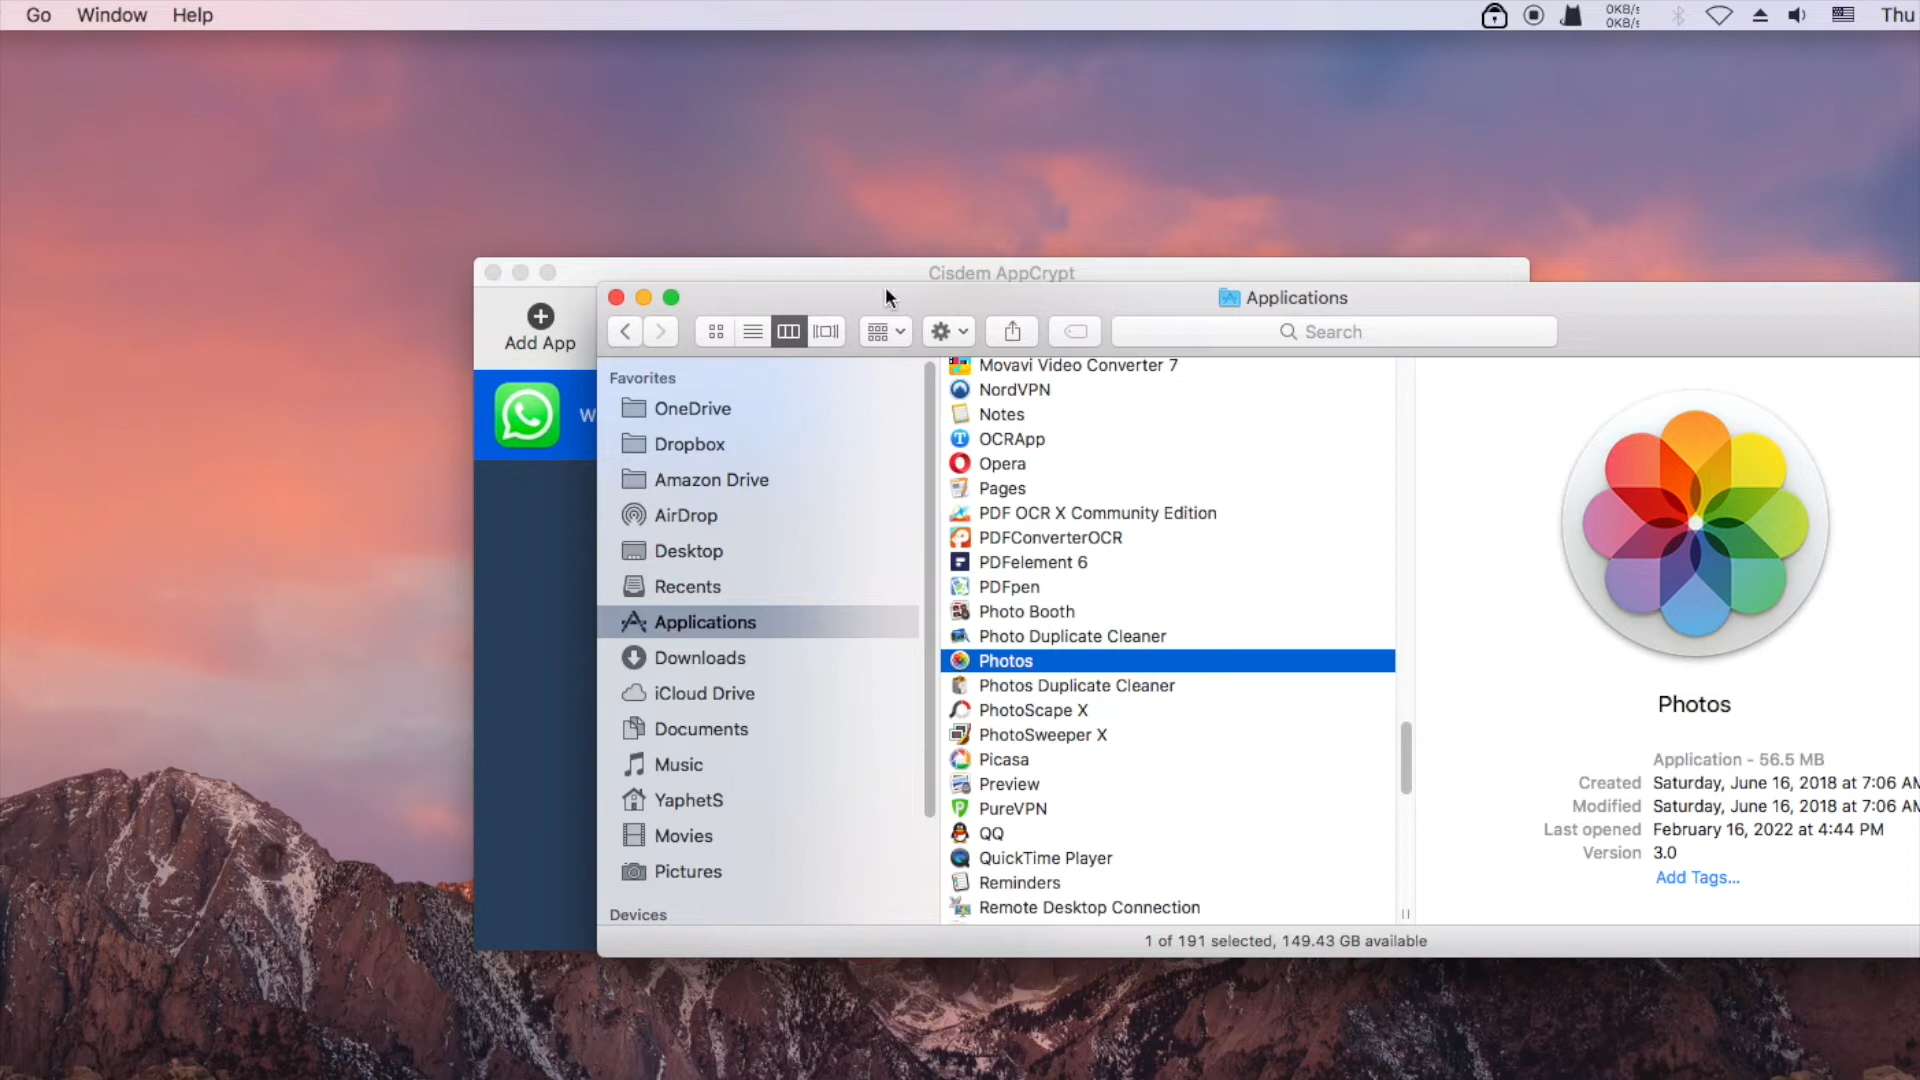 Go Window Help 0KB/s Thu
0KB/s
Cisdem AppCrypt
Applications
Add App
Search
W
Favorites
OneDrive
Dropbox
Amazon Drive
AirDrop
Desktop
Recents
Applications
Downloads
iCloud Drive
Documents
Music
YaphetS
Movies
Pictures
Devices
Movavi Video Converter 7
NordVPN
Notes
OCRApp
Opera
Pages
PDF OCR X Community Edition
PDFConverterOCR
PDFelement 6
PDFpen
Photo Booth
Photo Duplicate Cleaner
Photos
Photos Duplicate Cleaner
PhotoScape X
PhotoSweeper X
Picasa
Preview
PureVPN
QQ
QuickTime Player
Reminders
Remote Desktop Connection
Photos
Application - 56.5 MB
Created Saturday, June 16, 2018 at 7:06 AM
Modified Saturday, June 16, 2018 at 7:06 AM
Last opened February 16, 2022 at 4:44 PM
Version 3.0
Add Tags...
1 of 191 selected, 149.43 GB available